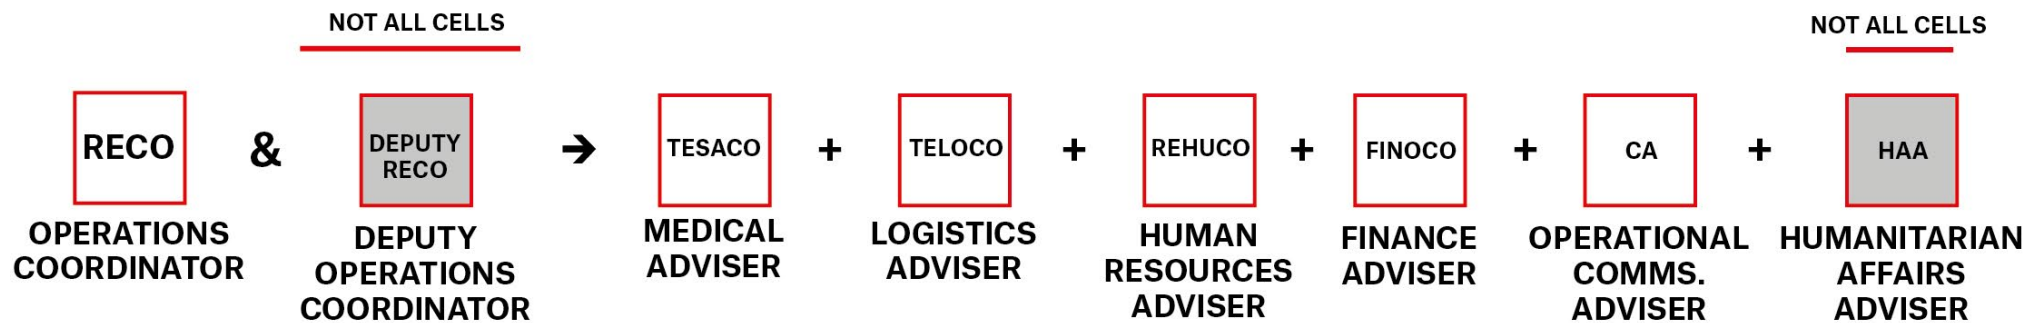 NOT ALL CELLS
NOT ALL CELLS
RECO
&
DEPUTY
RECO
→
TESACO
+
TELOCO
+
REHUCO
+
FINOCO
+
CA
+
HAA
OPERATIONS
COORDINATOR
DEPUTY
OPERATIONS
COORDINATOR
MEDICAL
ADVISER
LOGISTICS
ADVISER
HUMAN
RESOURCES
ADVISER
FINANCE
ADVISER
OPERATIONAL
COMMS.
ADVISER
HUMANITARIAN
AFFAIRS
ADVISER